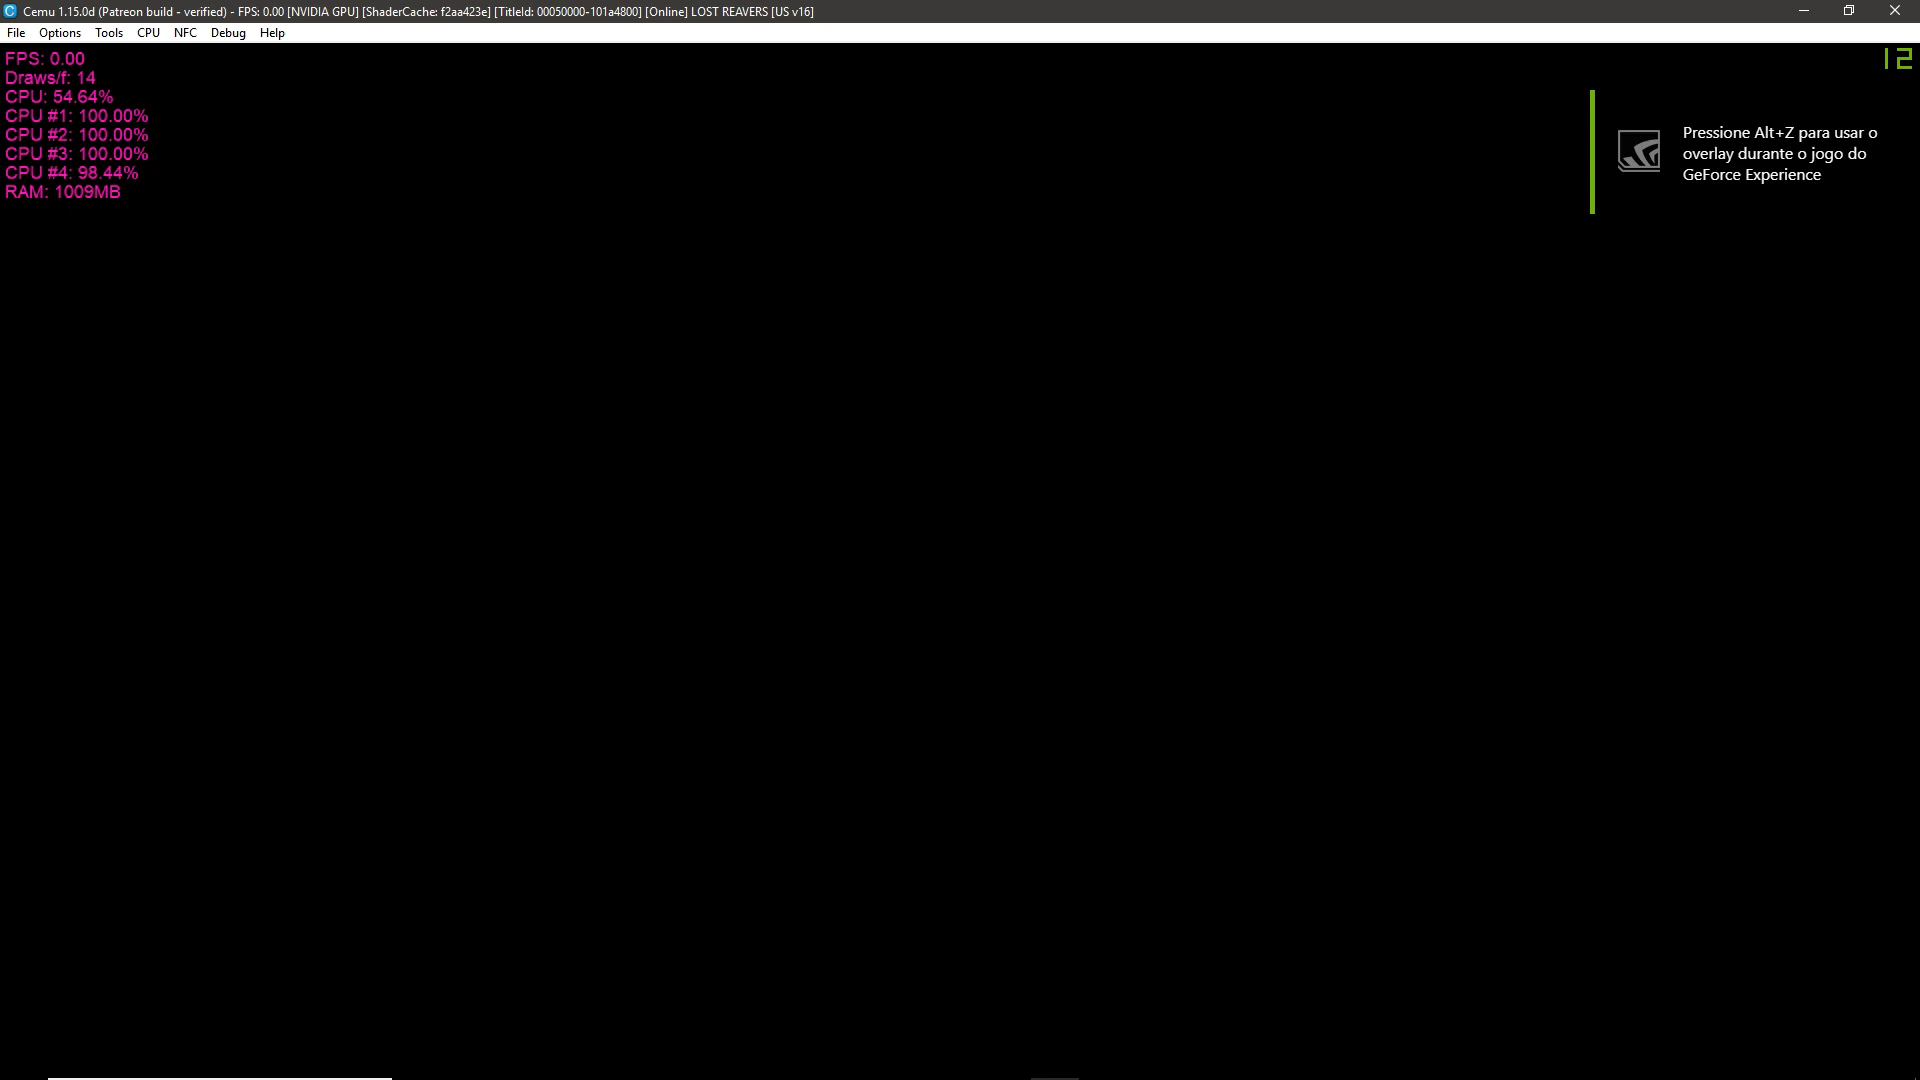 Cemu 1.15.0d (Patreon build - verified) - FPS: 0.00 [NVIDIA GPU] [ShaderCache: f2aa423e] [TitleId: 00050000-101a4800] [Online] LOST REAVERS [US v16]
File Options Tools CPU NFC Debug Help
FPS: 0.00
Draws/f: 14
CPU: 54.64%
CPU #1: 100.00%
CPU #2: 100.00%
CPU #3: 100.00%
CPU #4: 98.44%
RAM: 1009MB
12
Pressione Alt+Z para usar o
overlay durante o jogo do
GeForce Experience